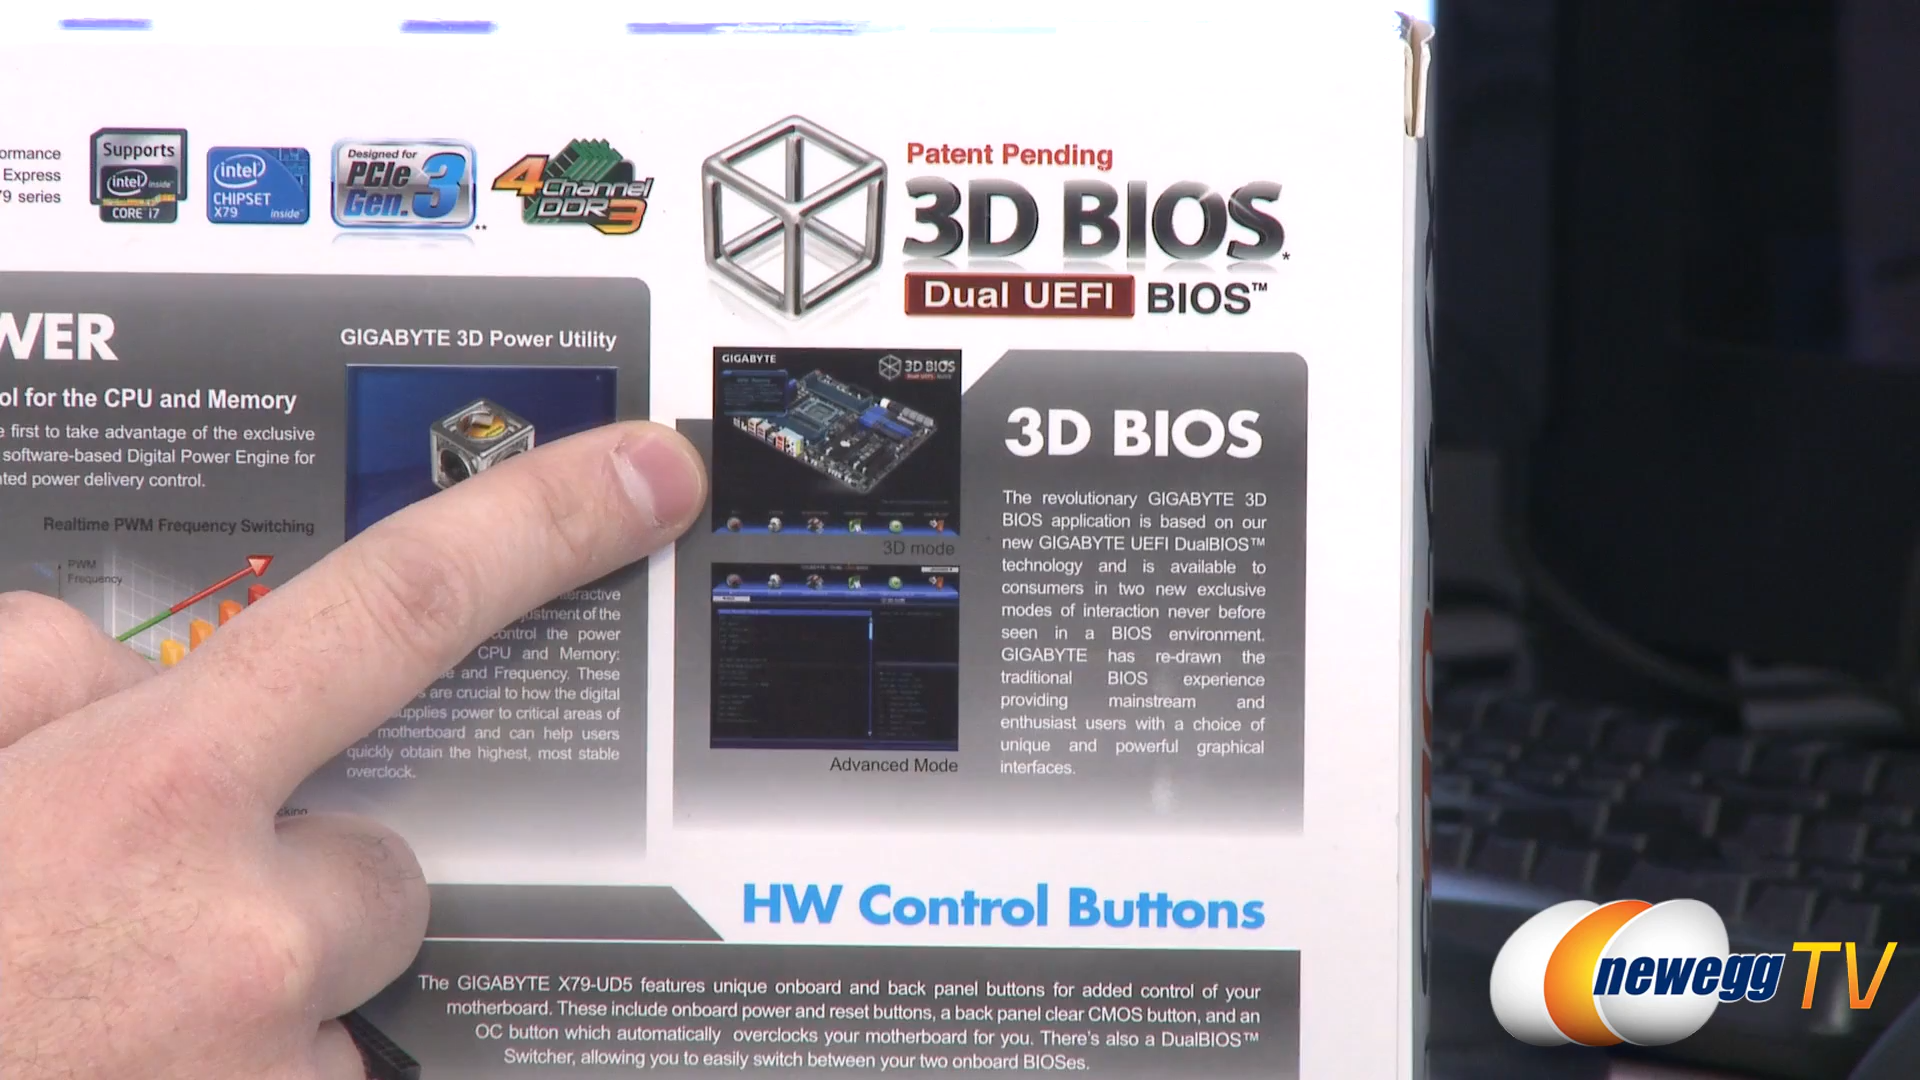 ormance
Express
79 series
Supports
intel inside
CORE i7
intel
CHIPSET
X79
inside
Designed for
PCIe
Gen. 3
**
4 Channel
DDR3
Patent Pending
3D BIOS*
Dual UEFI BIOS™
WER
ol for the CPU and Memory
e first to take advantage of the exclusive
software-based Digital Power Engine for
ted power delivery control.
Realtime PWM Frequency Switching
PWM
Frequency
GIGABYTE 3D Power Utility
eractive
ustment of the
control the power
CPU and Memory:
e and Frequency. These
s are crucial to how the digital
supplies power to critical areas of
motherboard and can help users
quickly obtain the highest, most stable
overclock.
cking
GIGABYTE
3D BIOS
3D mode
Advanced Mode
3D BIOS
The revolutionary GIGABYTE 3D
BIOS application is based on our
new GIGABYTE UEFI DualBIOS™
technology and is available to
consumers in two new exclusive
modes of interaction never before
seen in a BIOS environment.
GIGABYTE has re-drawn the
traditional BIOS experience
providing mainstream and
enthusiast users with a choice of
unique and powerful graphical
interfaces.
HW Control Buttons
The GIGABYTE X79-UD5 features unique onboard and back panel buttons for added control of your
motherboard. These include onboard power and reset buttons, a back panel clear CMOS button, and an
OC button which automatically overclocks your motherboard for you. There's also a DualBIOS™
Switcher, allowing you to easily switch between your two onboard BIOSes.
newegg TV